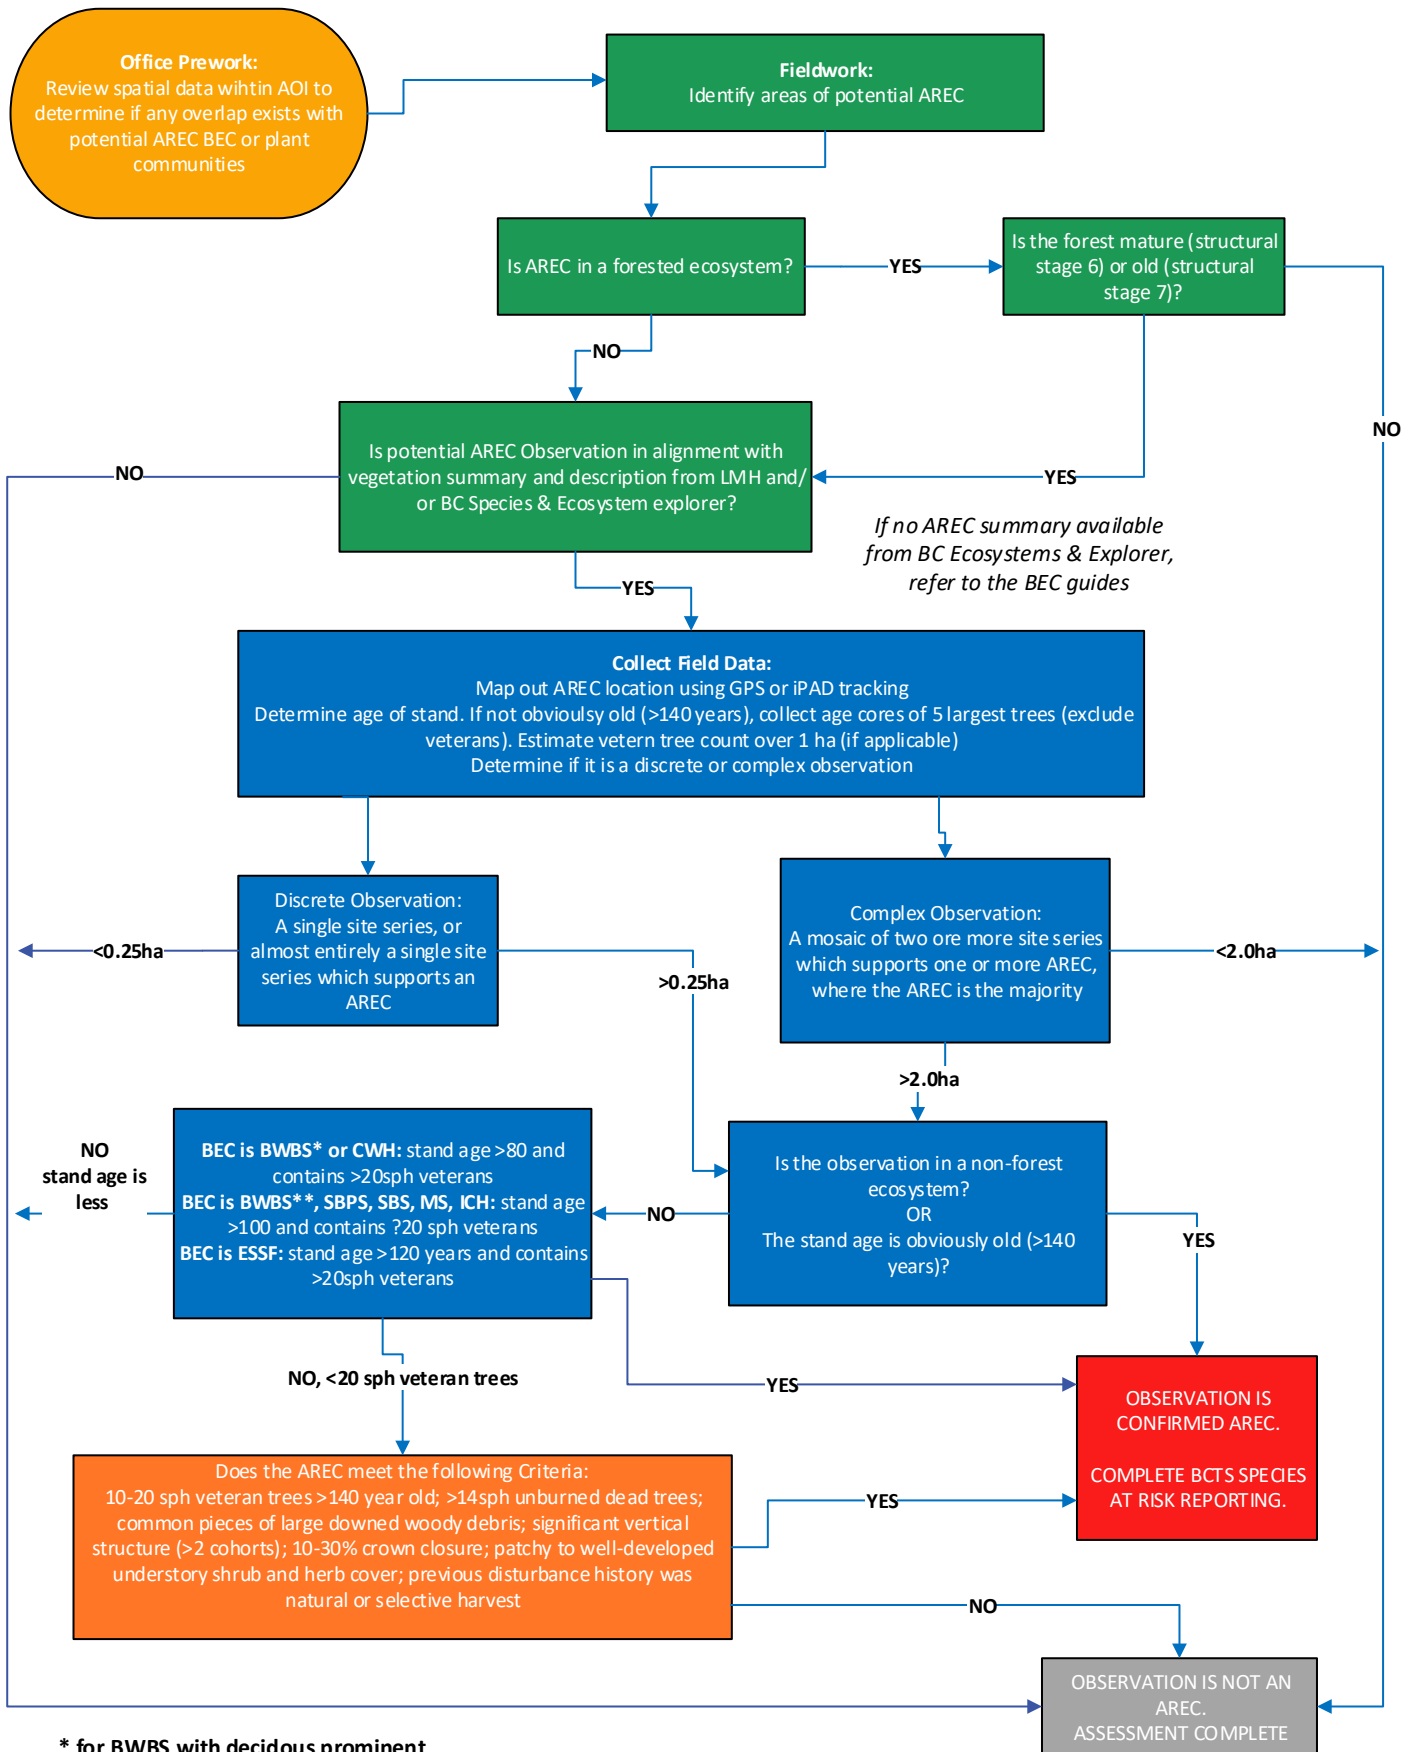 Office Prework:
Review spatial data wihtin AOI to
determine if any overlap exists with
potential AREC BEC or plant
communities
Fieldwork:
Identify areas of potential AREC
Is AREC in a forested ecosystem?
YES
Is the forest mature (structural
stage 6) or old (structural
stage 7)?
NO
NO
Is potential AREC Observation in alignment with
vegetation summary and description from LMH and/
or BC Species & Ecosystem explorer?
NO
YES
If no AREC summary available
from BC Ecosystems & Explorer,
refer to the BEC guides
YES
Collect Field Data:
Map out AREC location using GPS or iPAD tracking
Determine age of stand. If not obvioulsy old (>140 years), collect age cores of 5 largest trees (exclude
veterans). Estimate vetern tree count over 1 ha (if applicable)
Determine if it is a discrete or complex observation
Discrete Observation:
A single site series, or
almost entirely a single site
series which supports an
AREC
<0.25ha
>0.25ha
Complex Observation:
A mosaic of two ore more site series
which supports one or more AREC,
where the AREC is the majority
<2.0ha
>2.0ha
Is the observation in a non-forest
ecosystem?
OR
The stand age is obviously old (>140
years)?
NO
YES
BEC is BWBS* or CWH: stand age >80 and
contains >20sph veterans
BEC is BWBS**, SBPS, SBS, MS, ICH: stand age
>100 and contains ?20 sph veterans
BEC is ESSF: stand age >120 years and contains
>20sph veterans
NO
stand age is
less
NO, <20 sph veteran trees
YES
OBSERVATION IS
CONFIRMED AREC.
COMPLETE BCTS SPECIES
AT RISK REPORTING.
Does the AREC meet the following Criteria:
10-20 sph veteran trees >140 year old; >14sph unburned dead trees;
common pieces of large downed woody debris; significant vertical
structure (>2 cohorts); 10-30% crown closure; patchy to well-developed
understory shrub and herb cover; previous disturbance history was
natural or selective harvest
YES
NO
OBSERVATION IS NOT AN
AREC.
ASSESSMENT COMPLETE
* for BWBS with decidous prominent